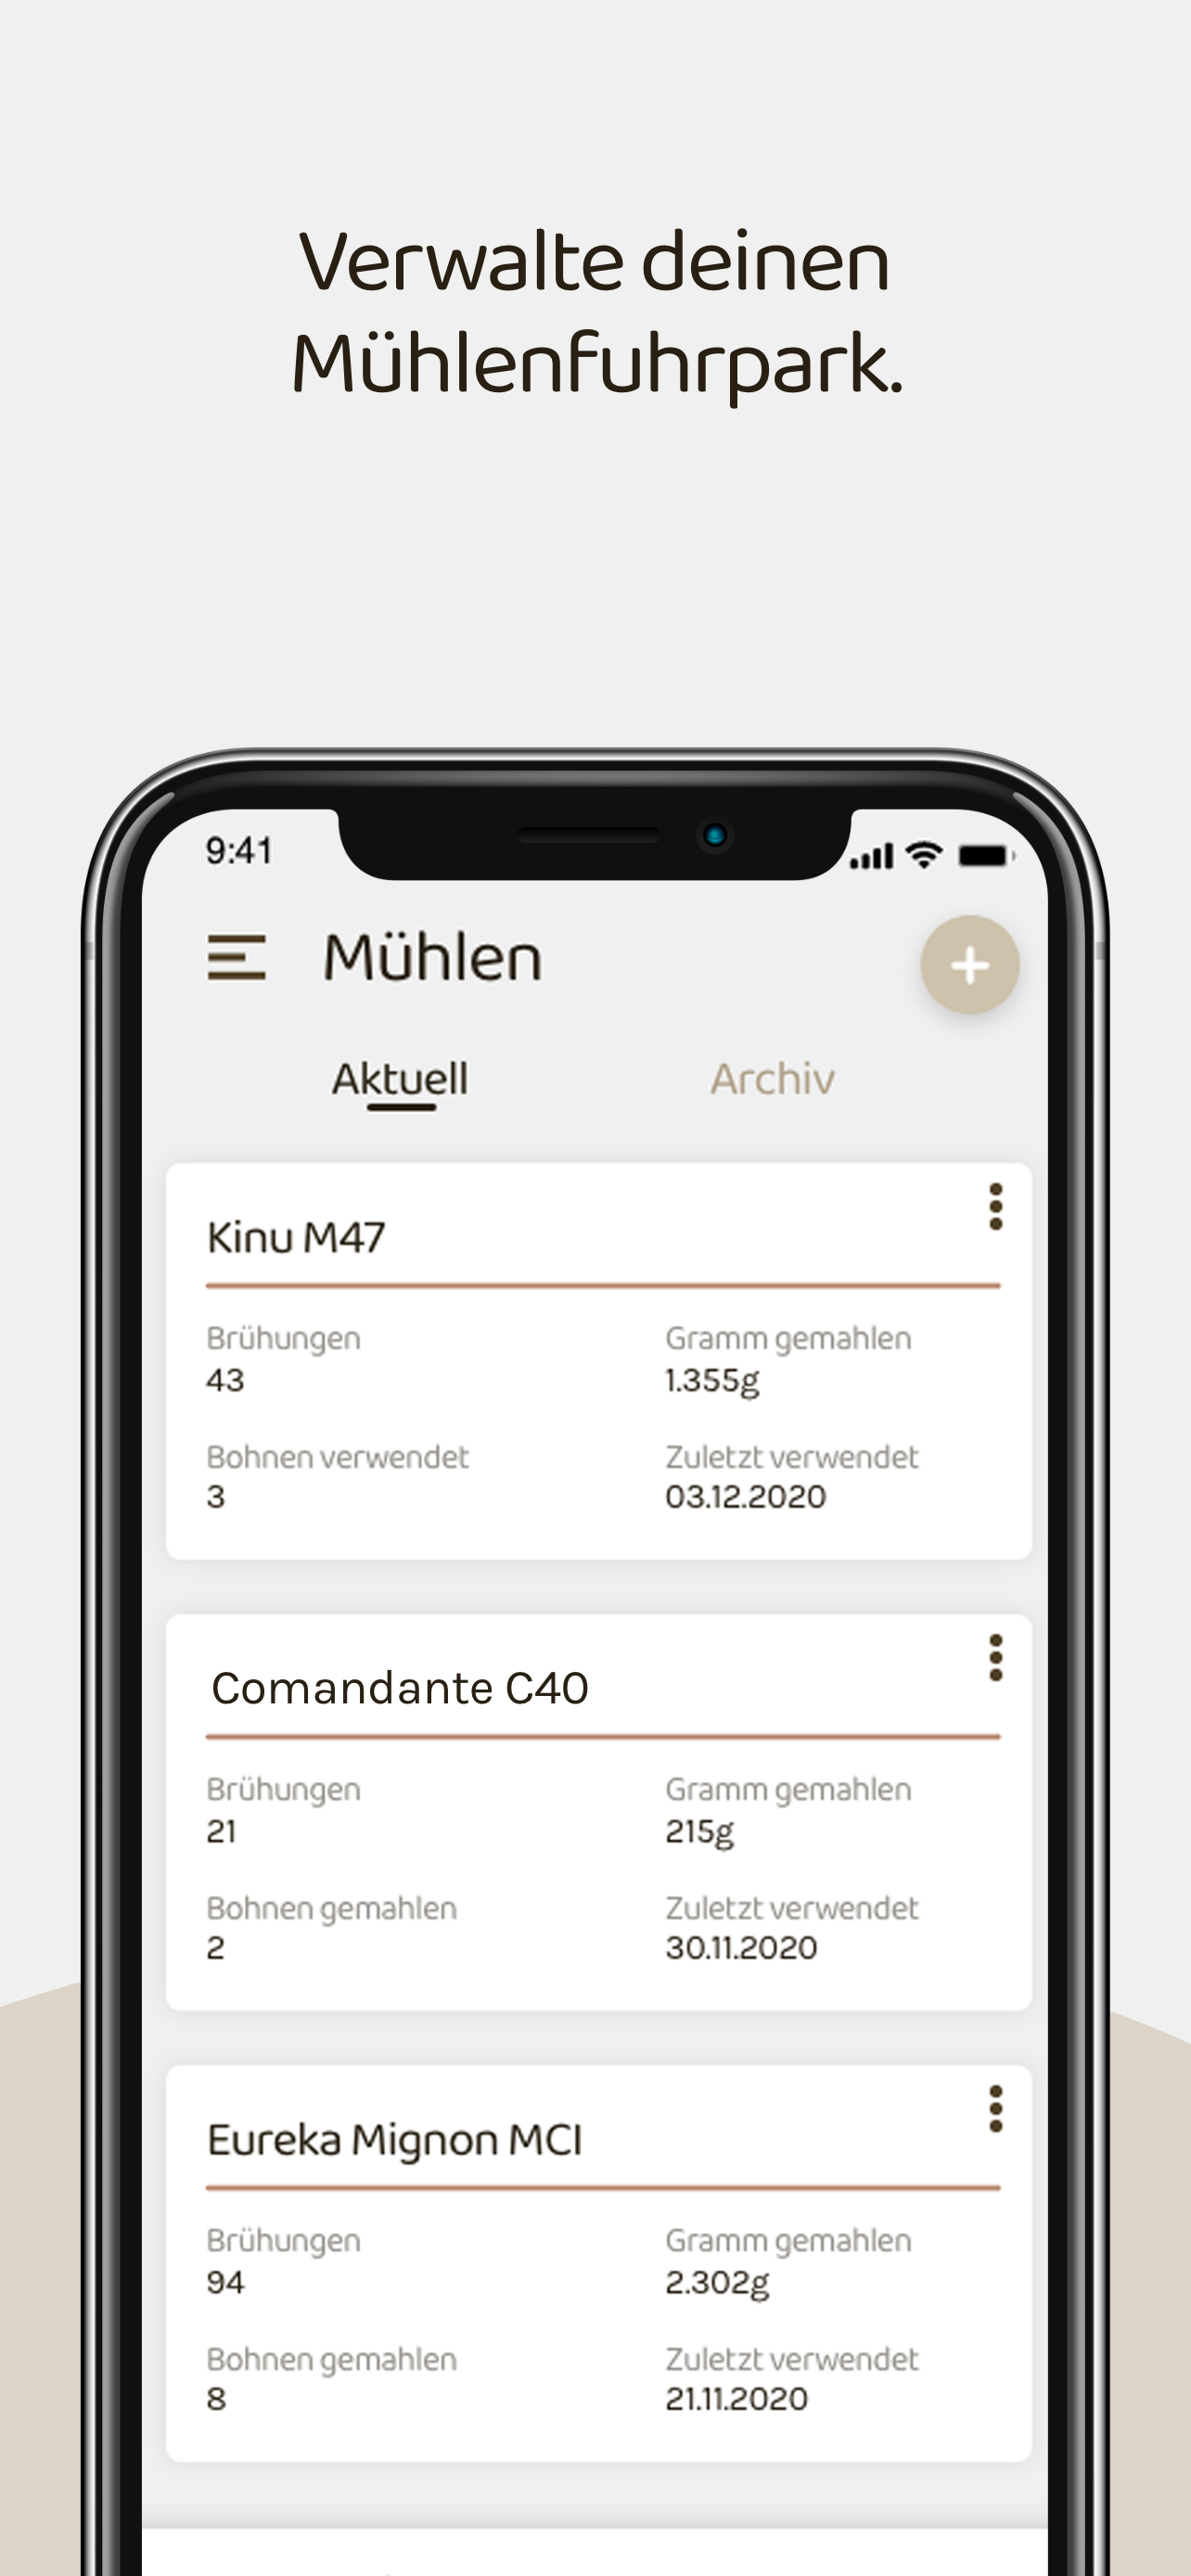 Verwalte deinen
Mühlenfuhrpark.
9:41
Mühlen
Aktuell Archiv
Kinu M47
Brühungen Gramm gemahlen
43 1.355g
Bohnen verwendet Zuletzt verwendet
3 03.12.2020
Comandante C40
Brühungen Gramm gemahlen
21 215g
Bohnen gemahlen Zuletzt verwendet
2 30.11.2020
Eureka Mignon MCI
Brühungen Gramm gemahlen
94 2.302g
Bohnen gemahlen Zuletzt verwendet
8 21.11.2020